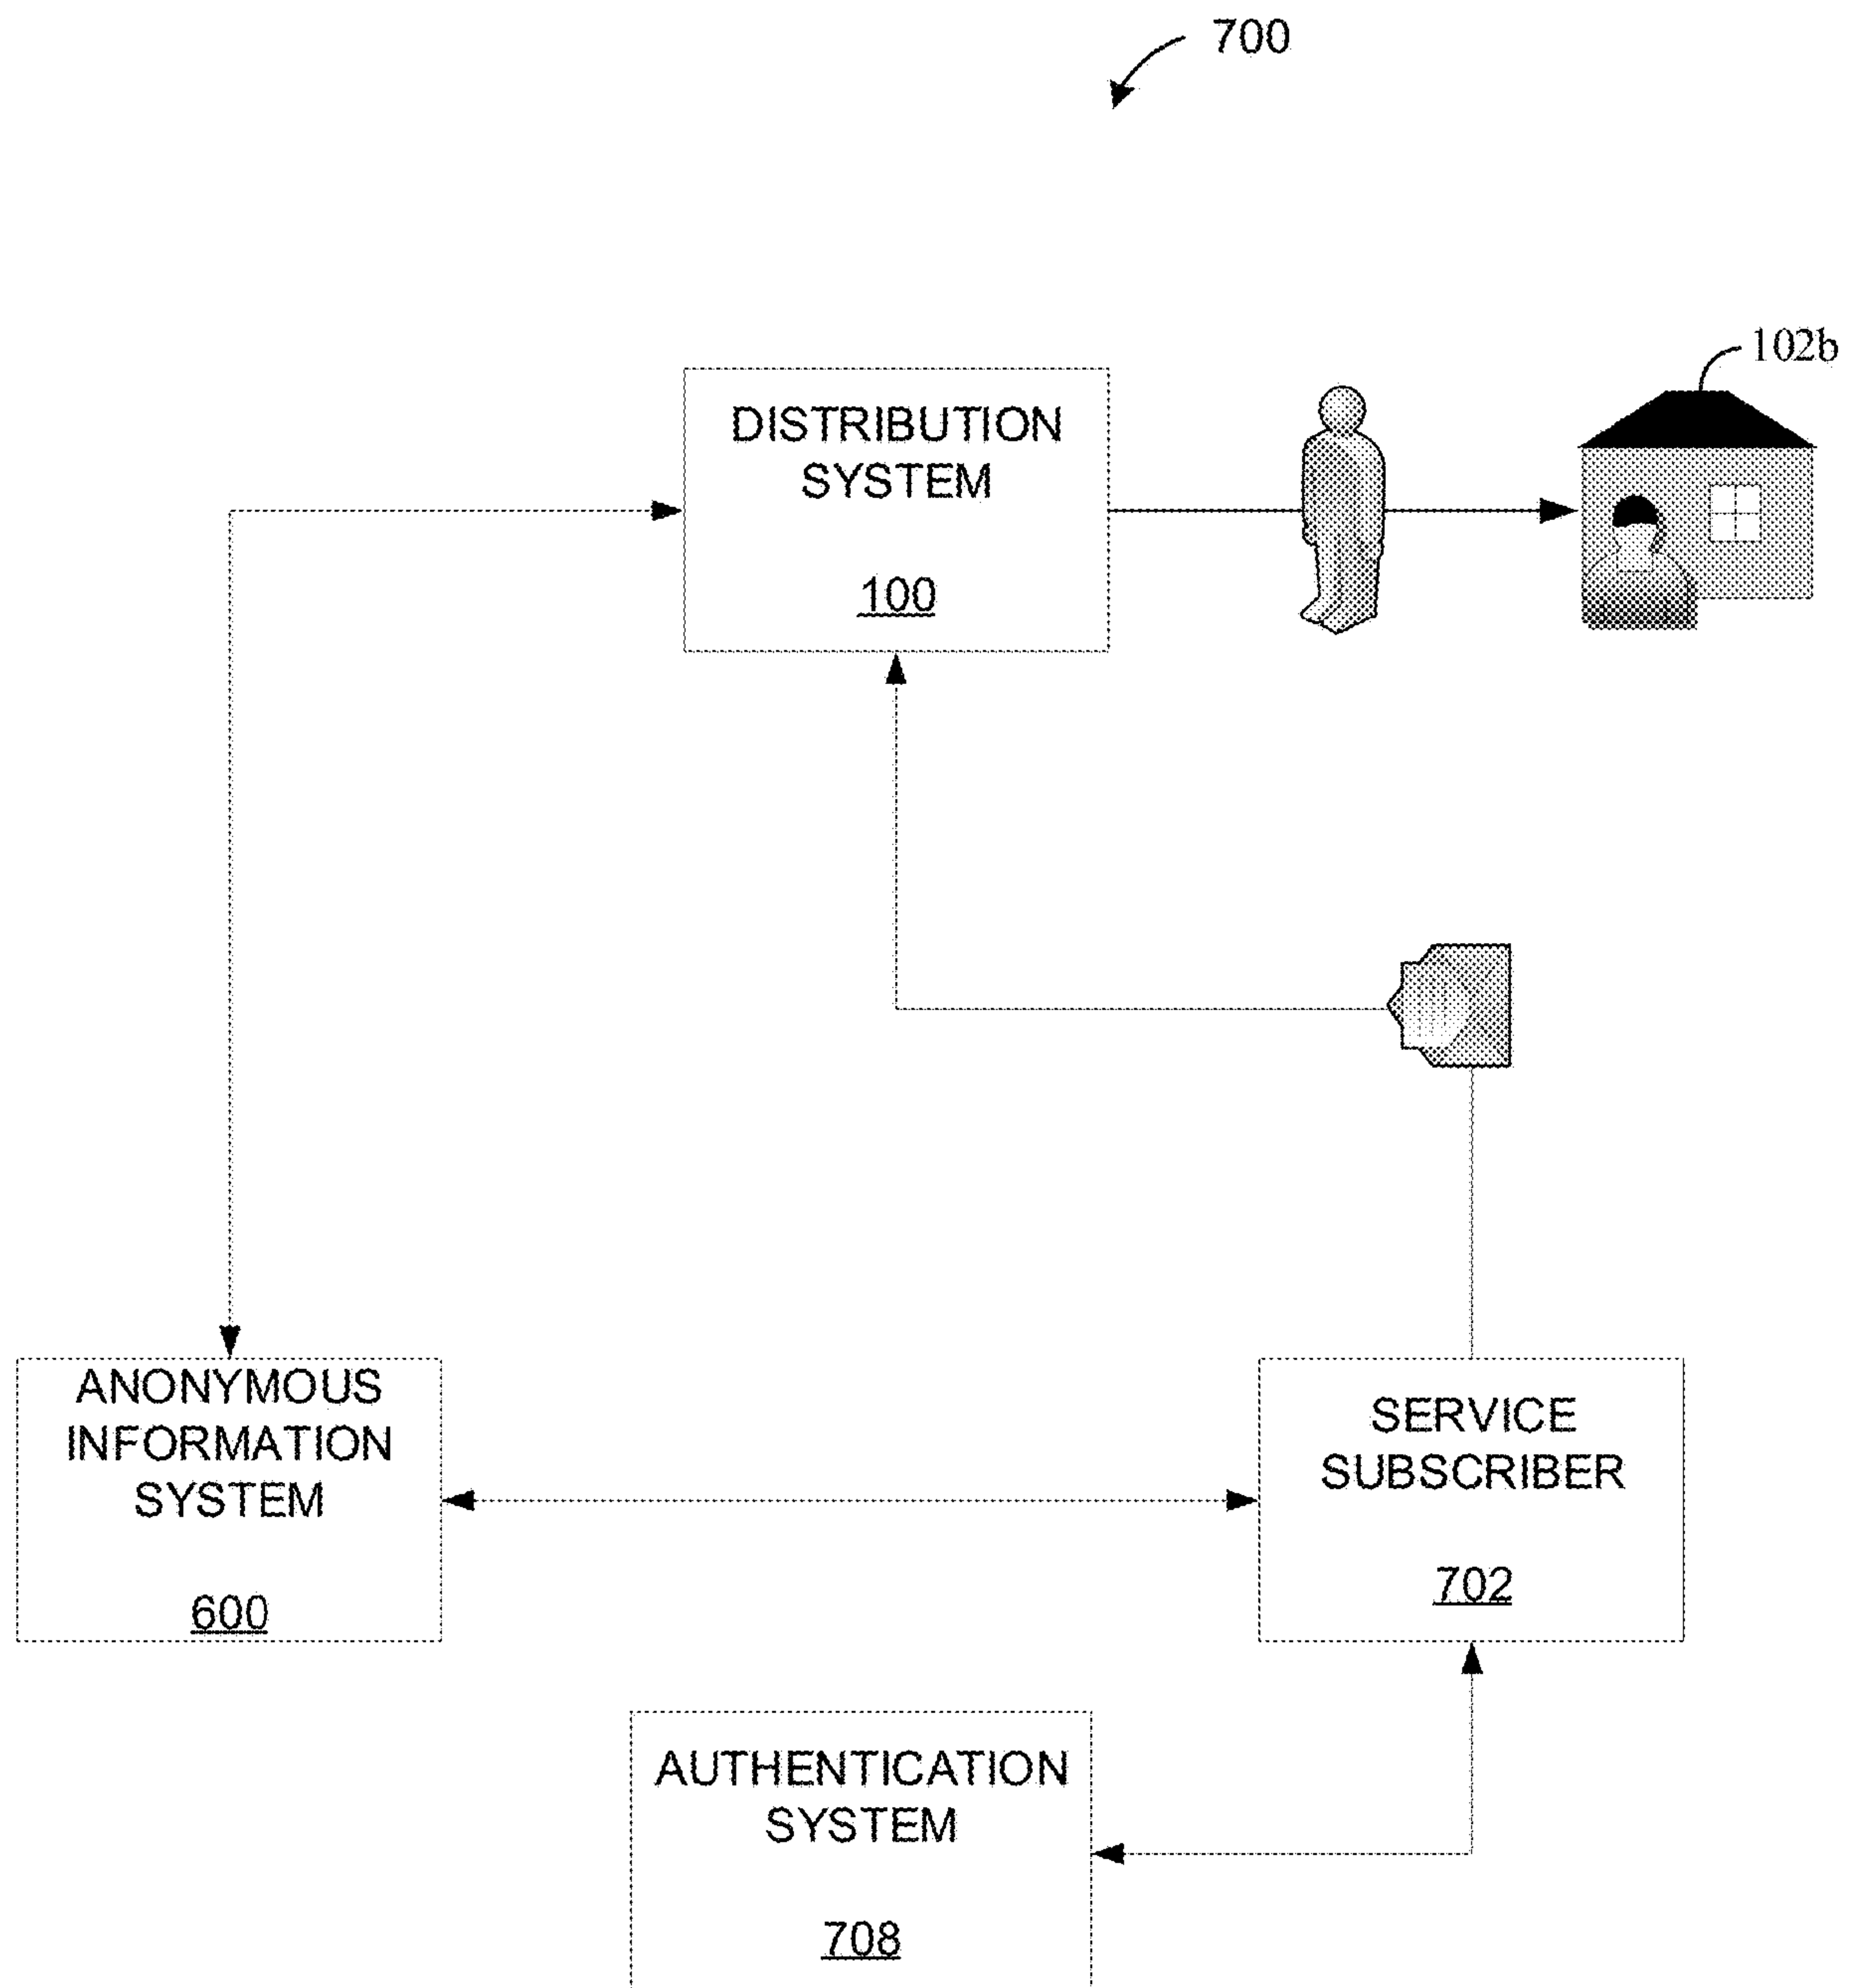 700
102b
DISTRIBUTION
SYSTEM
100
ANONYMOUS
INFORMATION
SYSTEM
600
SERVICE
SUBSCRIBER
702
AUTHENTICATION
SYSTEM
708